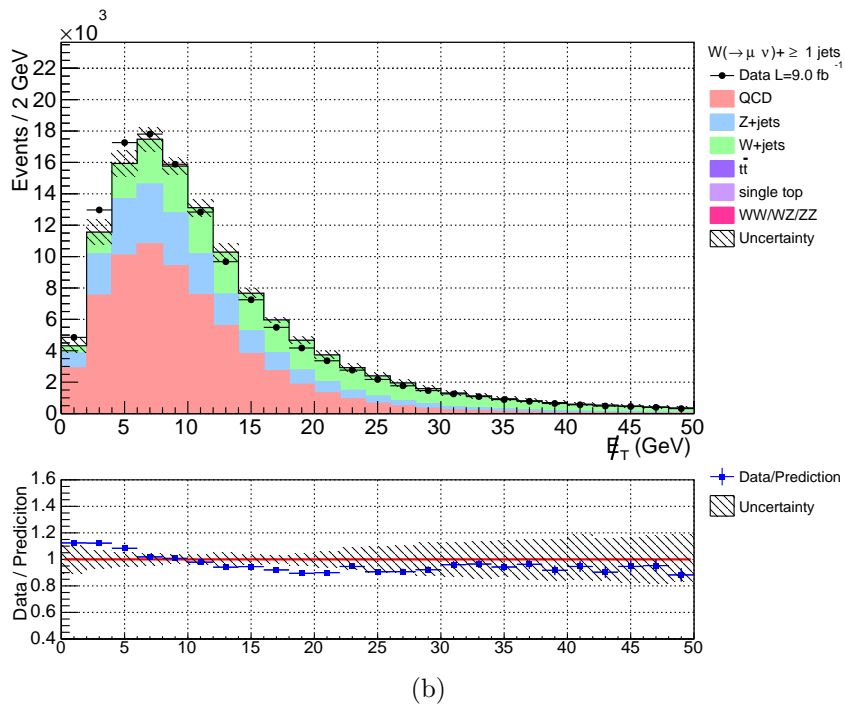 ×10³
Events / 2 GeV
22
20
18
16
14
12
10
8
6
4
2
0
0 5 10 15 20 25 30 35 40 45 50
E̸_T (GeV)
W(→μ ν)+ ≥ 1 jets
Data L=9.0 fb⁻¹
QCD
Z+jets
W+jets
tt̄
single top
WW/WZ/ZZ
Uncertainty
Data / Prediciton
1.6
1.4
1.2
1
0.8
0.6
0.4
0 5 10 15 20 25 30 35 40 45 50
Data/Prediction
Uncertainty
(b)